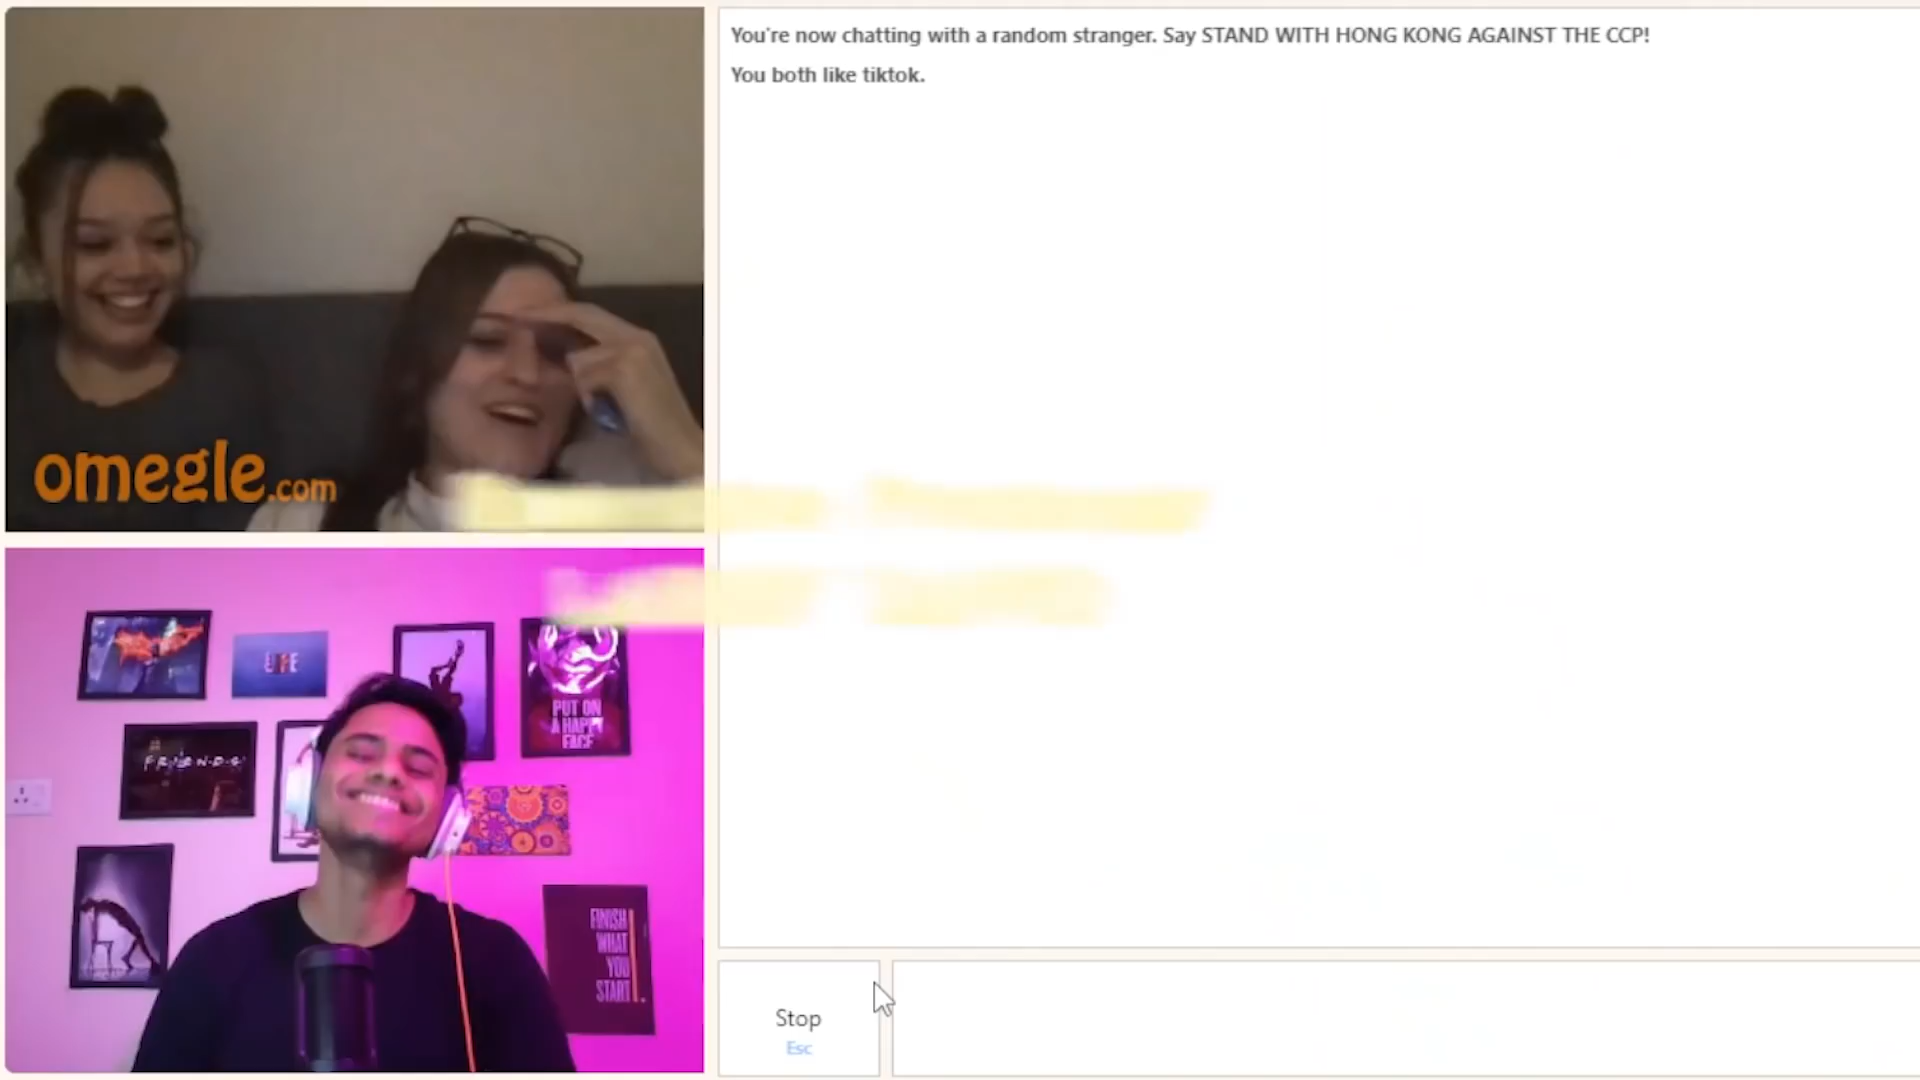 You're now chatting with a random stranger. Say STAND WITH HONG KONG AGAINST THE CCP!
You both like tiktok.
omegle.com
LIFE
PUT ON
A HAPPY
FACE
F·R·I·E·N·D·S
FINISH
WHAT
YOU
START.
Stop
Esc